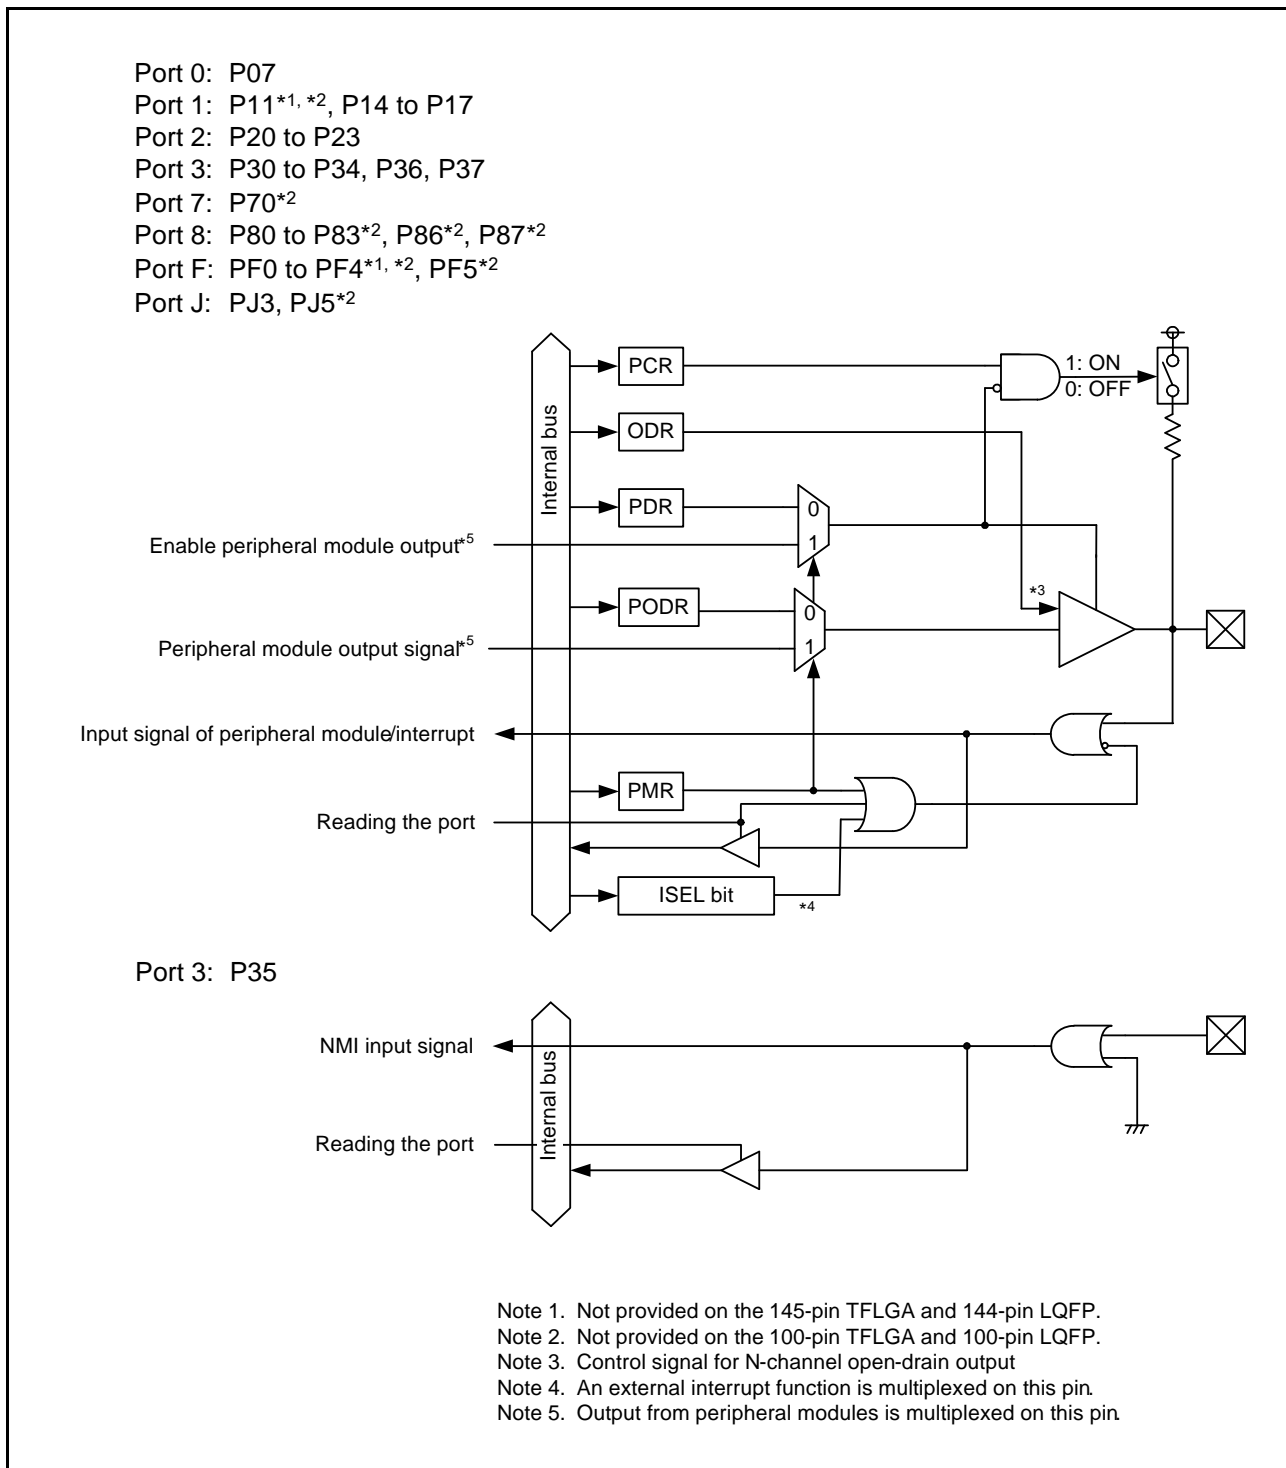 Port 0: P07
Port 1: P11*1, *2, P14 to P17
Port 2: P20 to P23
Port 3: P30 to P34, P36, P37
Port 7: P70*2
Port 8: P80 to P83*2, P86*2, P87*2
Port F: PF0 to PF4*1, *2, PF5*2
Port J: PJ3, PJ5*2
Internal bus
PCR
1: ON
0: OFF
ODR
PDR
0
1
Enable peripheral module output*5
*3
PODR
0
1
Peripheral module output signal*5
Input signal of peripheral module/interrupt
PMR
Reading the port
ISEL bit
*4
Port 3: P35
Internal bus
NMI input signal
Reading the port
Note 1. Not provided on the 145-pin TFLGA and 144-pin LQFP.
Note 2. Not provided on the 100-pin TFLGA and 100-pin LQFP.
Note 3. Control signal for N-channel open-drain output
Note 4. An external interrupt function is multiplexed on this pin.
Note 5. Output from peripheral modules is multiplexed on this pin.